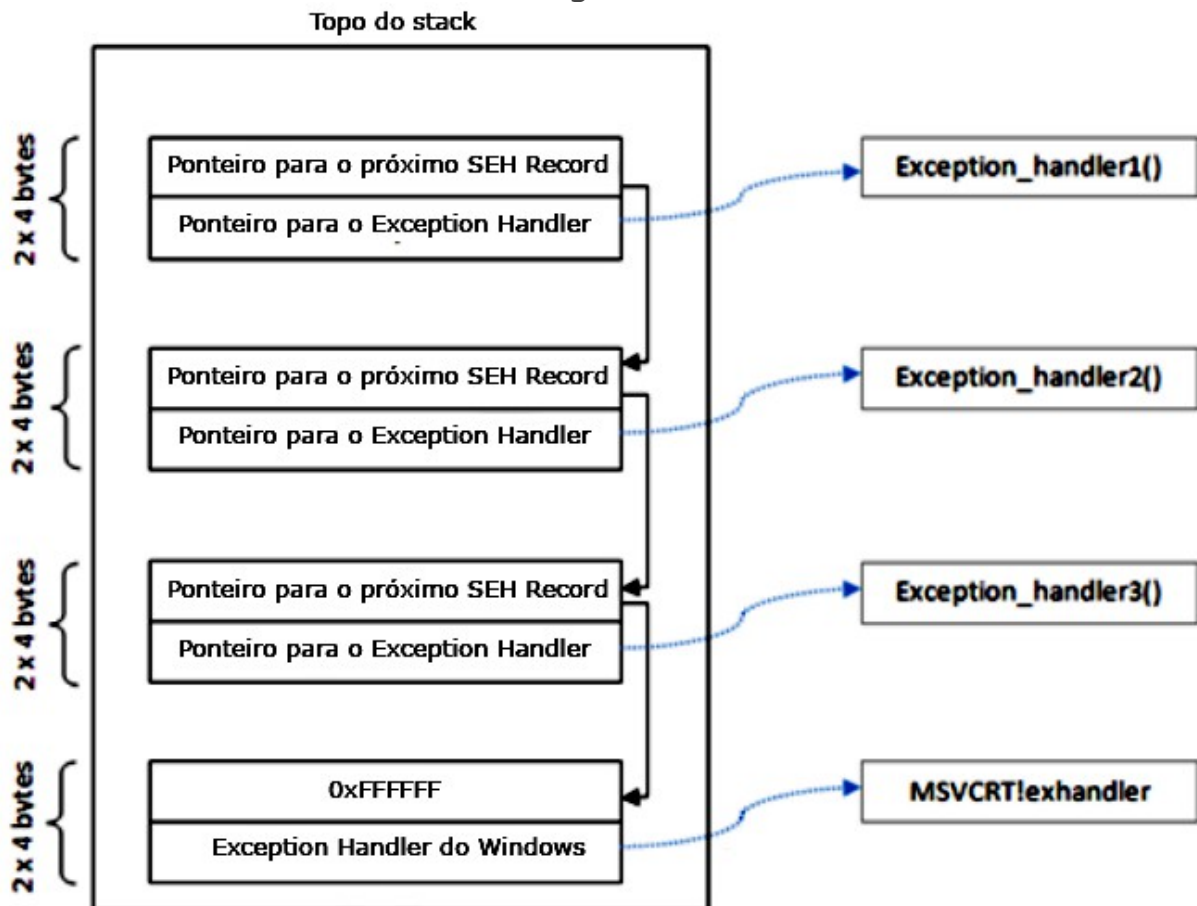 Topo do stack
2 x 4 bytes
Ponteiro para o próximo SEH Record
Ponteiro para o Exception Handler
Exception_handler1()
2 x 4 bytes
Ponteiro para o próximo SEH Record
Ponteiro para o Exception Handler
Exception_handler2()
2 x 4 bytes
Ponteiro para o próximo SEH Record
Ponteiro para o Exception Handler
Exception_handler3()
2 x 4 bytes
0xFFFFFF
Exception Handler do Windows
MSVCRT!exhandler